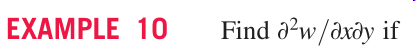 EXAMPLE 10 Find ∂²w/∂x∂y if